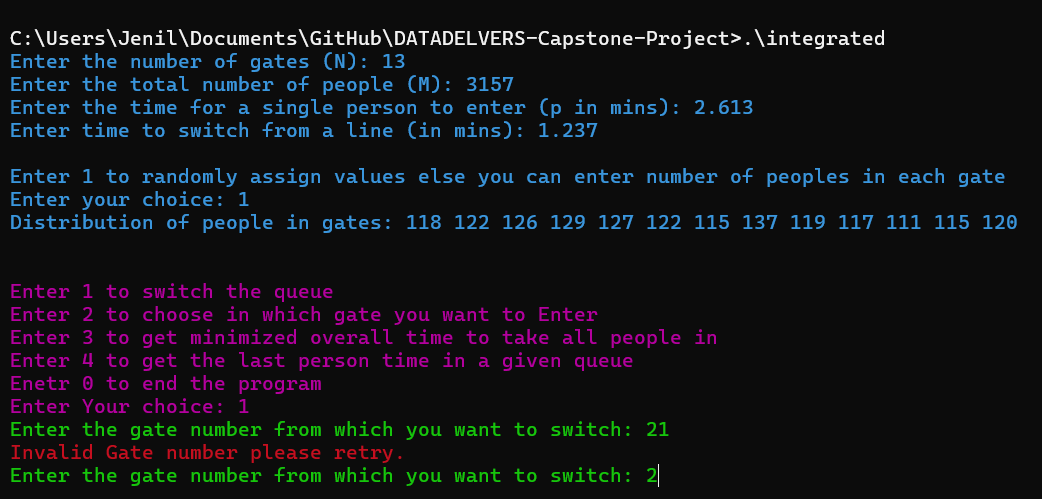 C:\Users\Jenil\Documents\GitHub\DATADELVERS-Capstone-Project>.\integrated
Enter the number of gates (N): 13
Enter the total number of people (M): 3157
Enter the time for a single person to enter (p in mins): 2.613
Enter time to switch from a line (in mins): 1.237
Enter 1 to randomly assign values else you can enter number of peoples in each gate
Enter your choice: 1
Distribution of people in gates: 118 122 126 129 127 122 115 137 119 117 111 115 120
Enter 1 to switch the queue
Enter 2 to choose in which gate you want to Enter
Enter 3 to get minimized overall time to take all people in
Enter 4 to get the last person time in a given queue
Enetr 0 to end the program
Enter Your choice: 1
Enter the gate number from which you want to switch: 21
Invalid Gate number please retry.
Enter the gate number from which you want to switch: 2